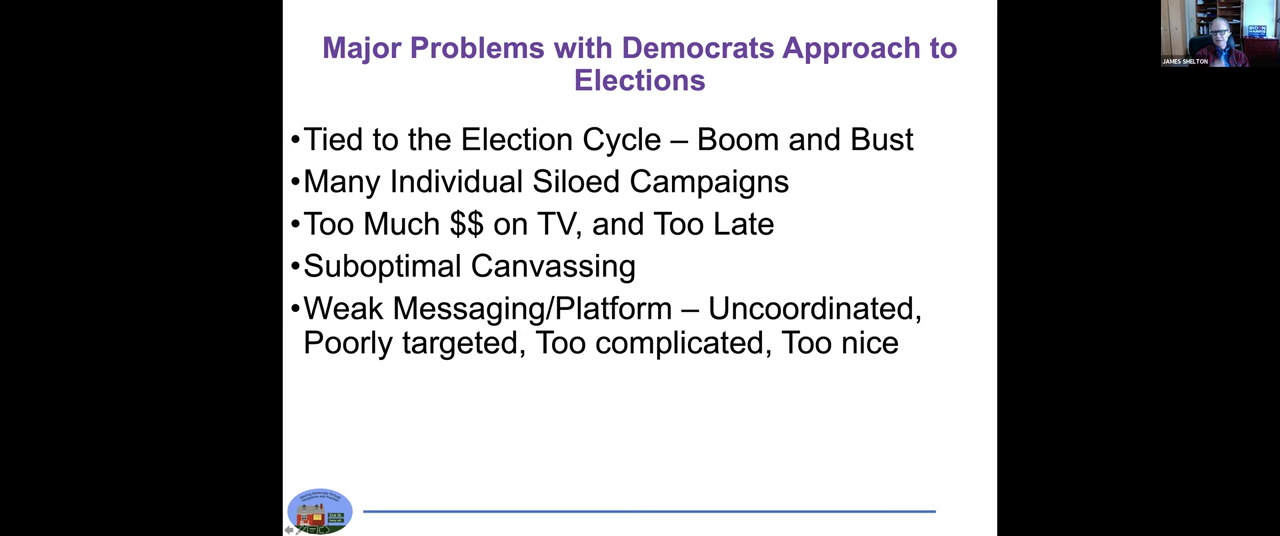 Major Problems with Democrats Approach to
Elections
•Tied to the Election Cycle – Boom and Bust
•Many Individual Siloed Campaigns
•Too Much $$ on TV, and Too Late
•Suboptimal Canvassing
•Weak Messaging/Platform – Uncoordinated,
Poorly targeted, Too complicated, Too nice
JAMES SHELTON